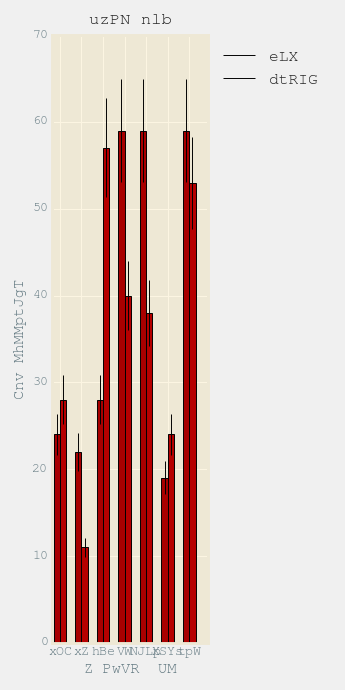 uzPN nlb
eLX
dtRIG
Cnv MhMMptJgT
70
60
50
40
30
20
10
0
xOC xZ hBe VW
Z PwVR UM